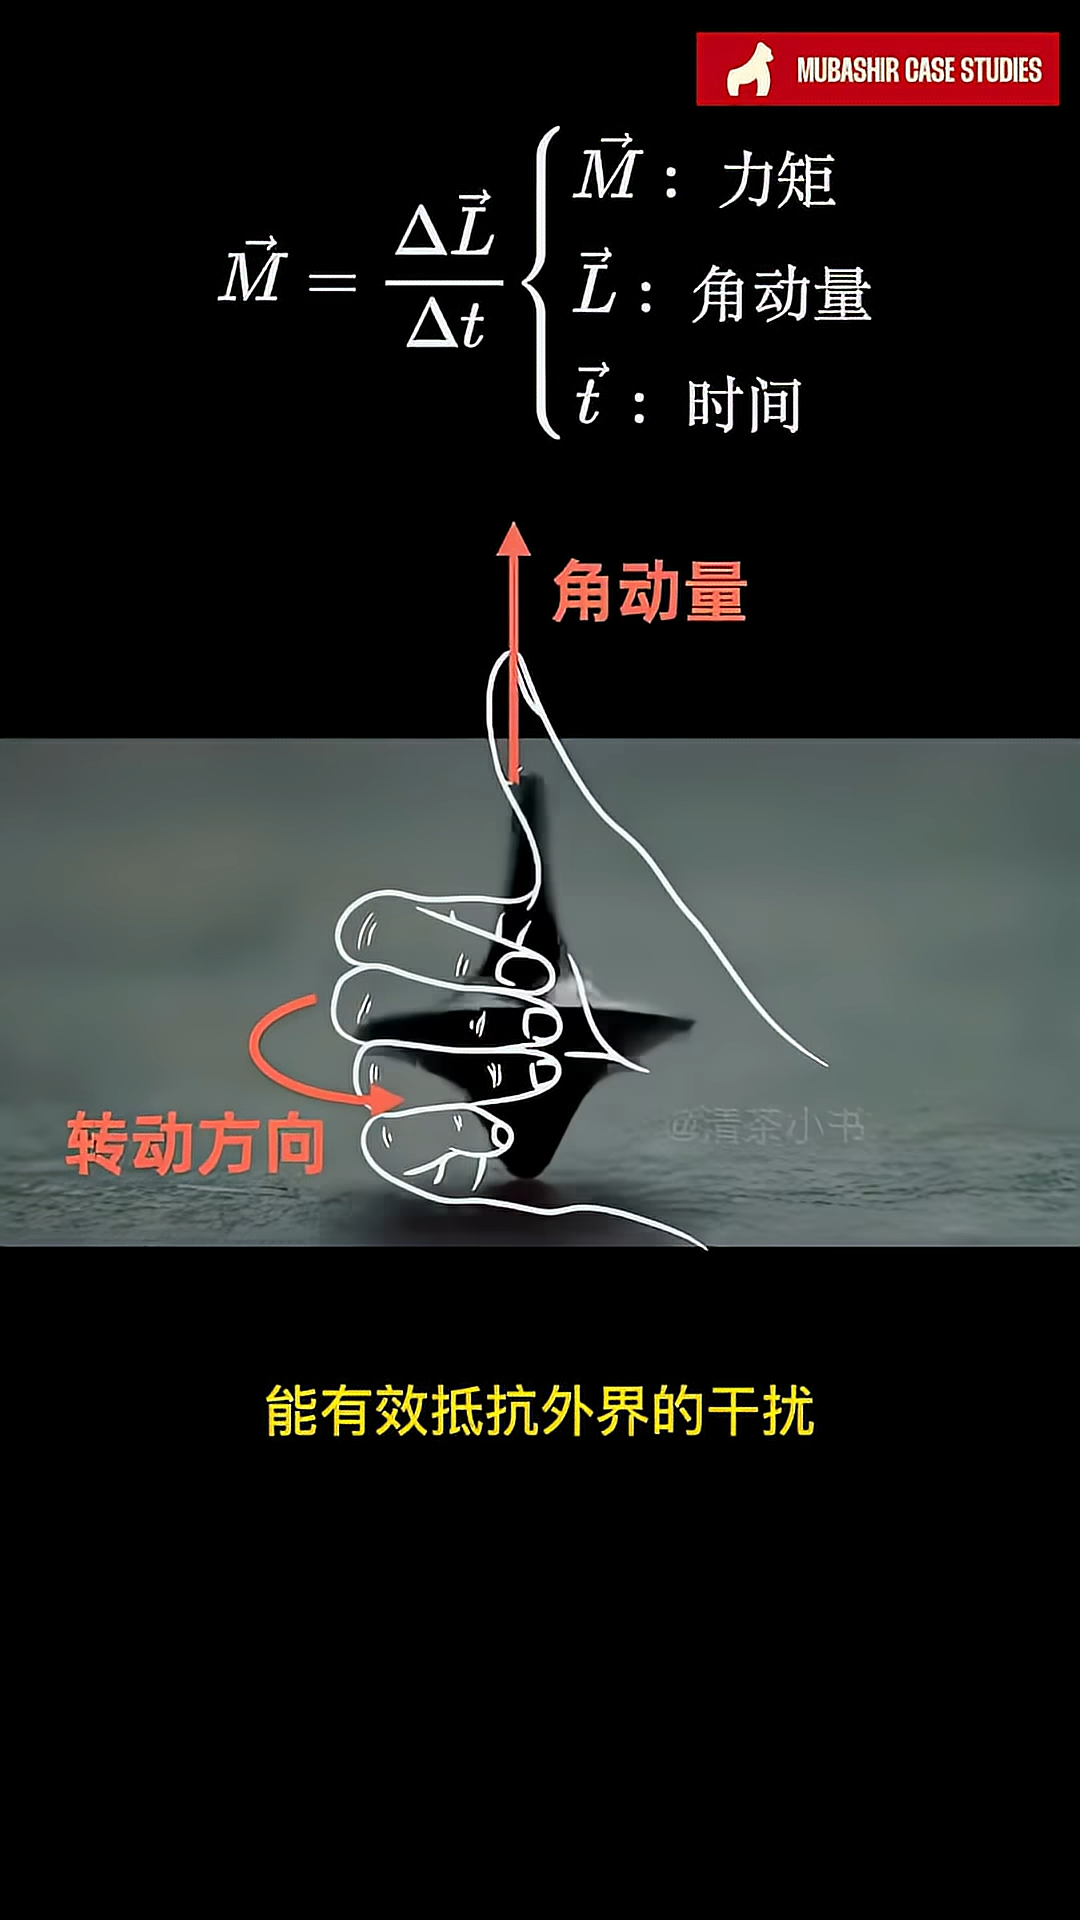 MUBASHIR CASE STUDIES
M⃗ = ΔL⃗ / Δt
M⃗ : 力矩
L⃗ : 角动量
t⃗ : 时间
角动量
转动方向
@清茶小书
能有效抵抗外界的干扰